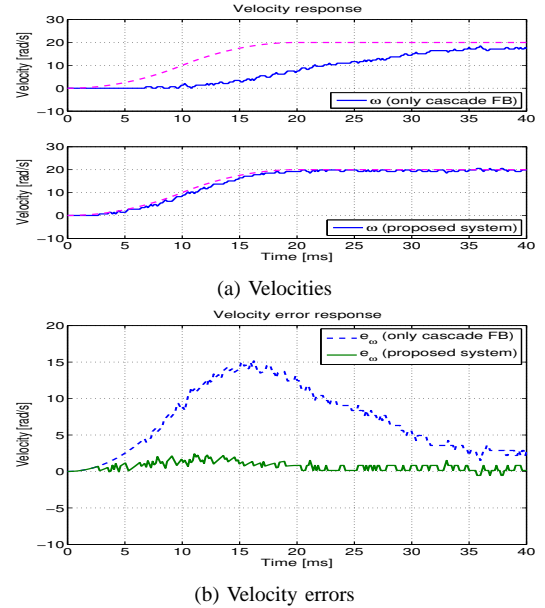 Velocity response
30
20
10
0
−10
Velocity [rad/s]
ω (only cascade FB)
0 5 10 15 20 25 30 35 40
30
20
10
0
−10
Velocity [rad/s]
ω (proposed system)
0 5 10 15 20 25 30 35 40
Time [ms]
(a) Velocities
Velocity error response
20
15
10
5
0
−5
−10
Velocity [rad/s]
e_ω (only cascade FB)
e_ω (proposed system)
0 5 10 15 20 25 30 35 40
Time [ms]
(b) Velocity errors